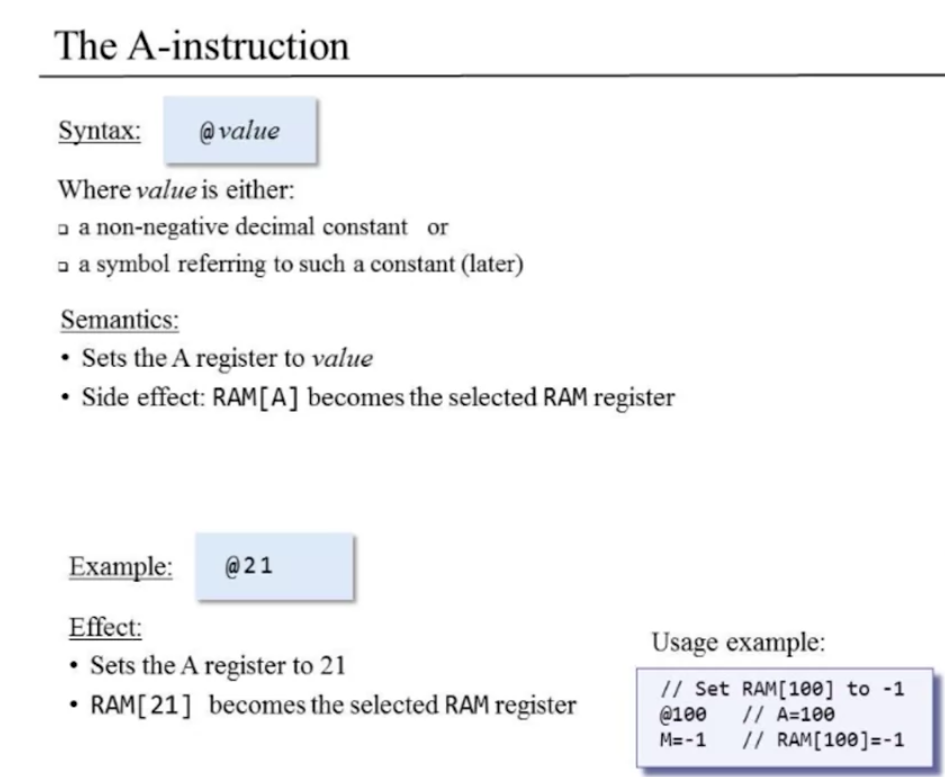 The A-instruction
Syntax: @value
Where value is either:
❑ a non-negative decimal constant or
❑ a symbol referring to such a constant (later)
Semantics:
• Sets the A register to value
• Side effect: RAM[A] becomes the selected RAM register
Example: @21
Effect:
• Sets the A register to 21
• RAM[21] becomes the selected RAM register
Usage example:
// Set RAM[100] to -1
@100 // A=100
M=-1 // RAM[100]=-1